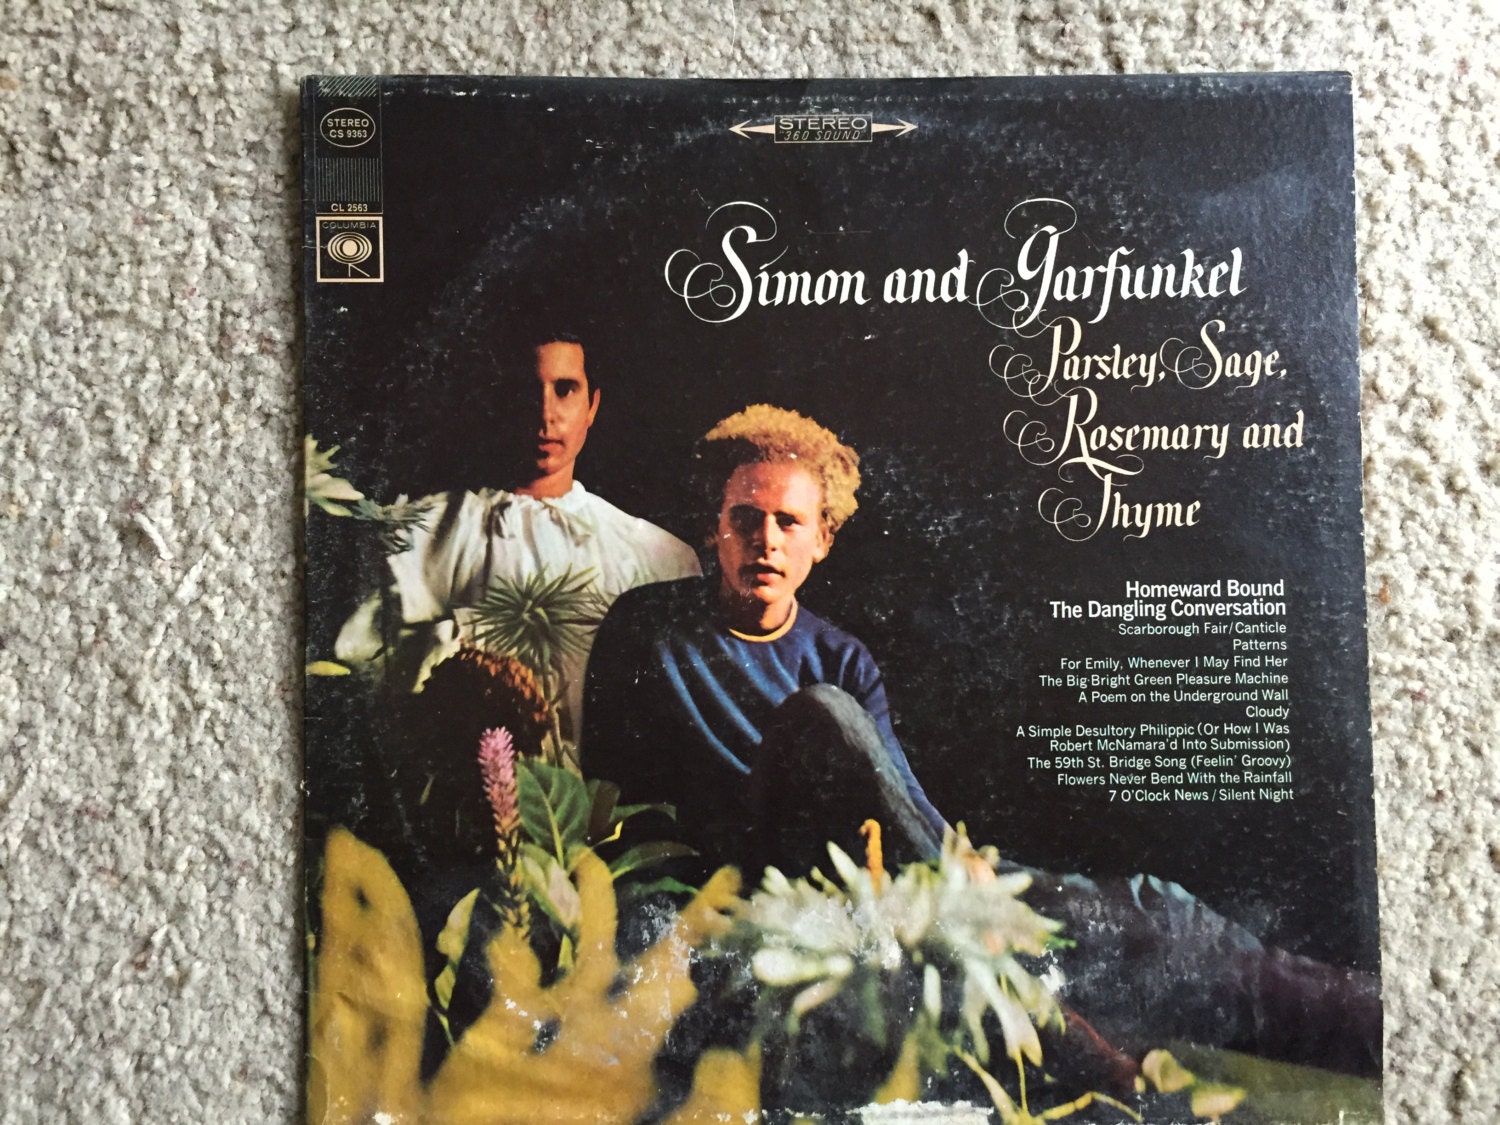 STEREO
CS 9363
CL 2563
COLUMBIA
STEREO
"360 SOUND"
Simon and Garfunkel
Parsley, Sage,
Rosemary and
Thyme
Homeward Bound
The Dangling Conversation
Scarborough Fair/Canticle
Patterns
For Emily, Whenever I May Find Her
The Big-Bright Green Pleasure Machine
A Poem on the Underground Wall
Cloudy
A Simple Desultory Philippic (Or How I Was
Robert McNamara'd Into Submission)
The 59th St. Bridge Song (Feelin' Groovy)
Flowers Never Bend With the Rainfall
7 O'Clock News / Silent Night